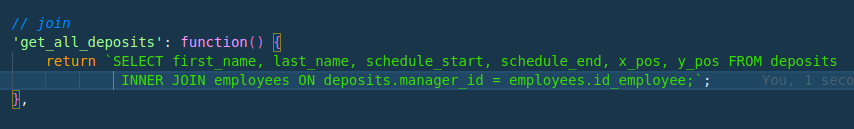 // join
'get_all_deposits': function() {
return `SELECT first_name, last_name, schedule_start, schedule_end, x_pos, y_pos FROM deposits
INNER JOIN employees ON deposits.manager_id = employees.id_employee;`; You, 1 seco
},